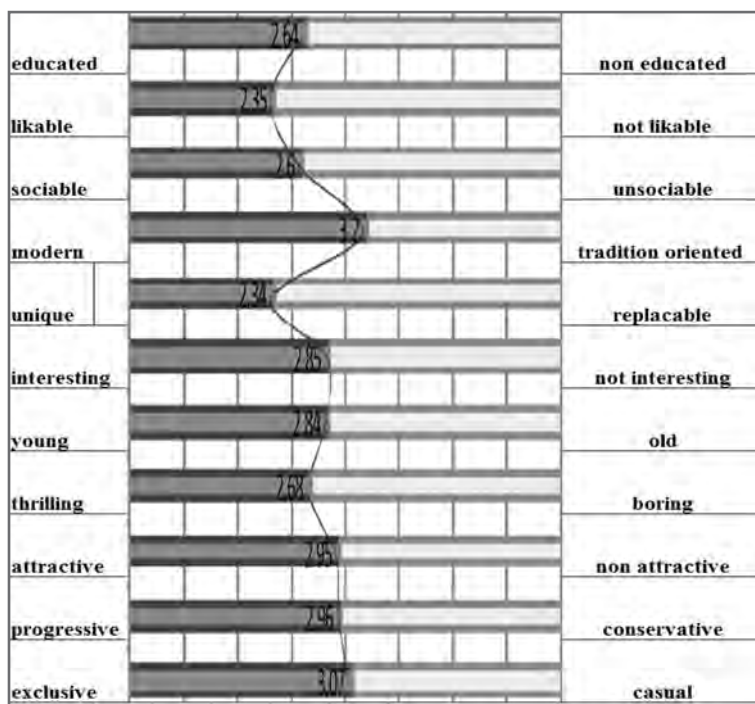 2.64
educated non educated
2.35
likable not likable
2.6
sociable unsociable
3.2
modern tradition oriented
2.34
unique replacable
2.85
interesting not interesting
2.84
young old
2.68
thrilling boring
2.95
attractive non attractive
2.96
progressive conservative
3.07
exclusive casual